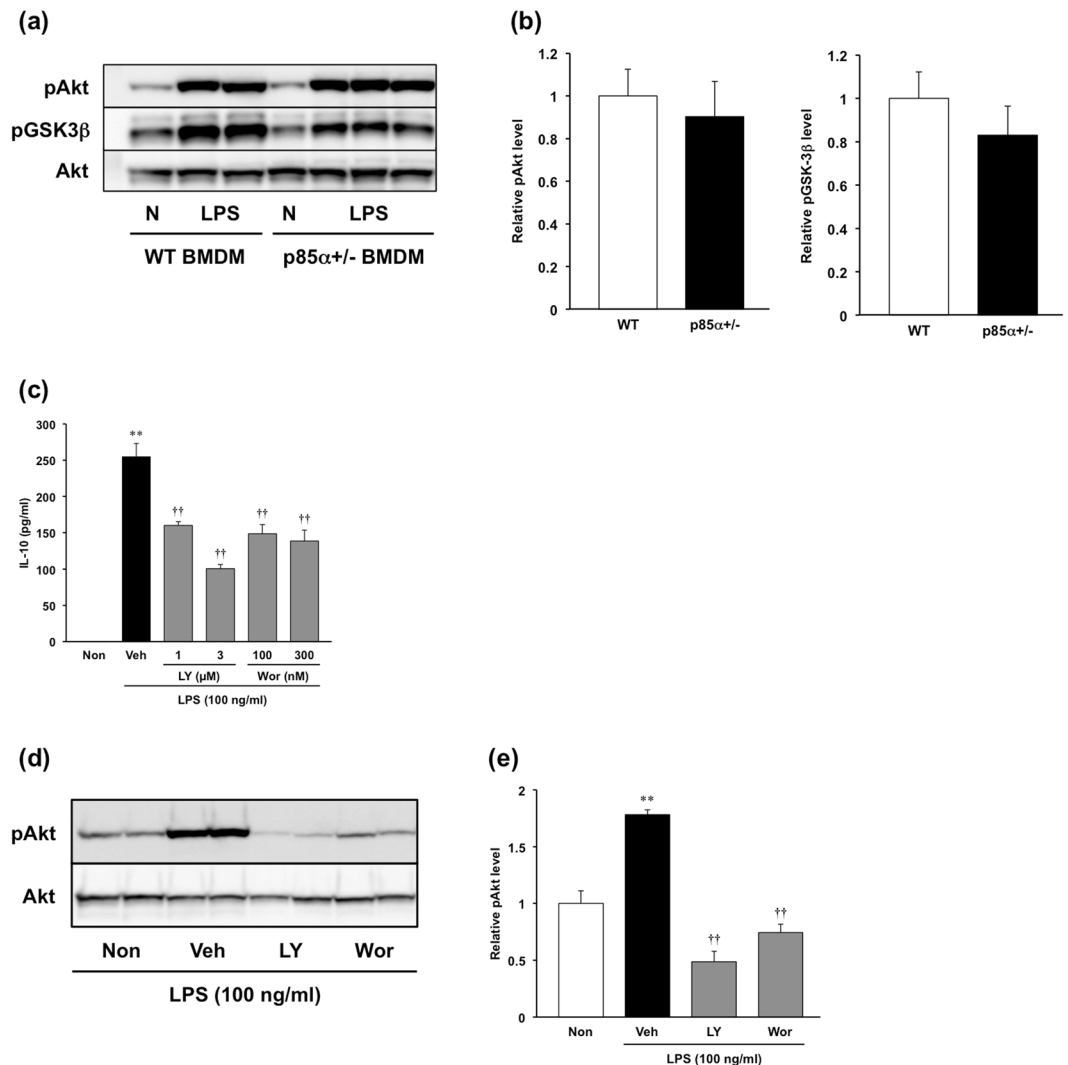 (a)
pAkt
pGSK3β
Akt
N LPS N LPS
WT BMDM p85α+/- BMDM
(b)
Relative pAkt level
1.2
1
0.8
0.6
0.4
0.2
0
WT p85α+/-
Relative pGSK-3β level
1.2
1
0.8
0.6
0.4
0.2
0
WT p85α+/-
(c)
IL-10 (pg/ml)
300
250
200
150
100
50
0
**
††
††
††
††
Non Veh 1 3 100 300
LY (μM) Wor (nM)
LPS (100 ng/ml)
(d)
pAkt
Akt
Non Veh LY Wor
LPS (100 ng/ml)
(e)
Relative pAkt level
2
1.5
1
0.5
0
**
††
††
Non Veh LY Wor
LPS (100 ng/ml)